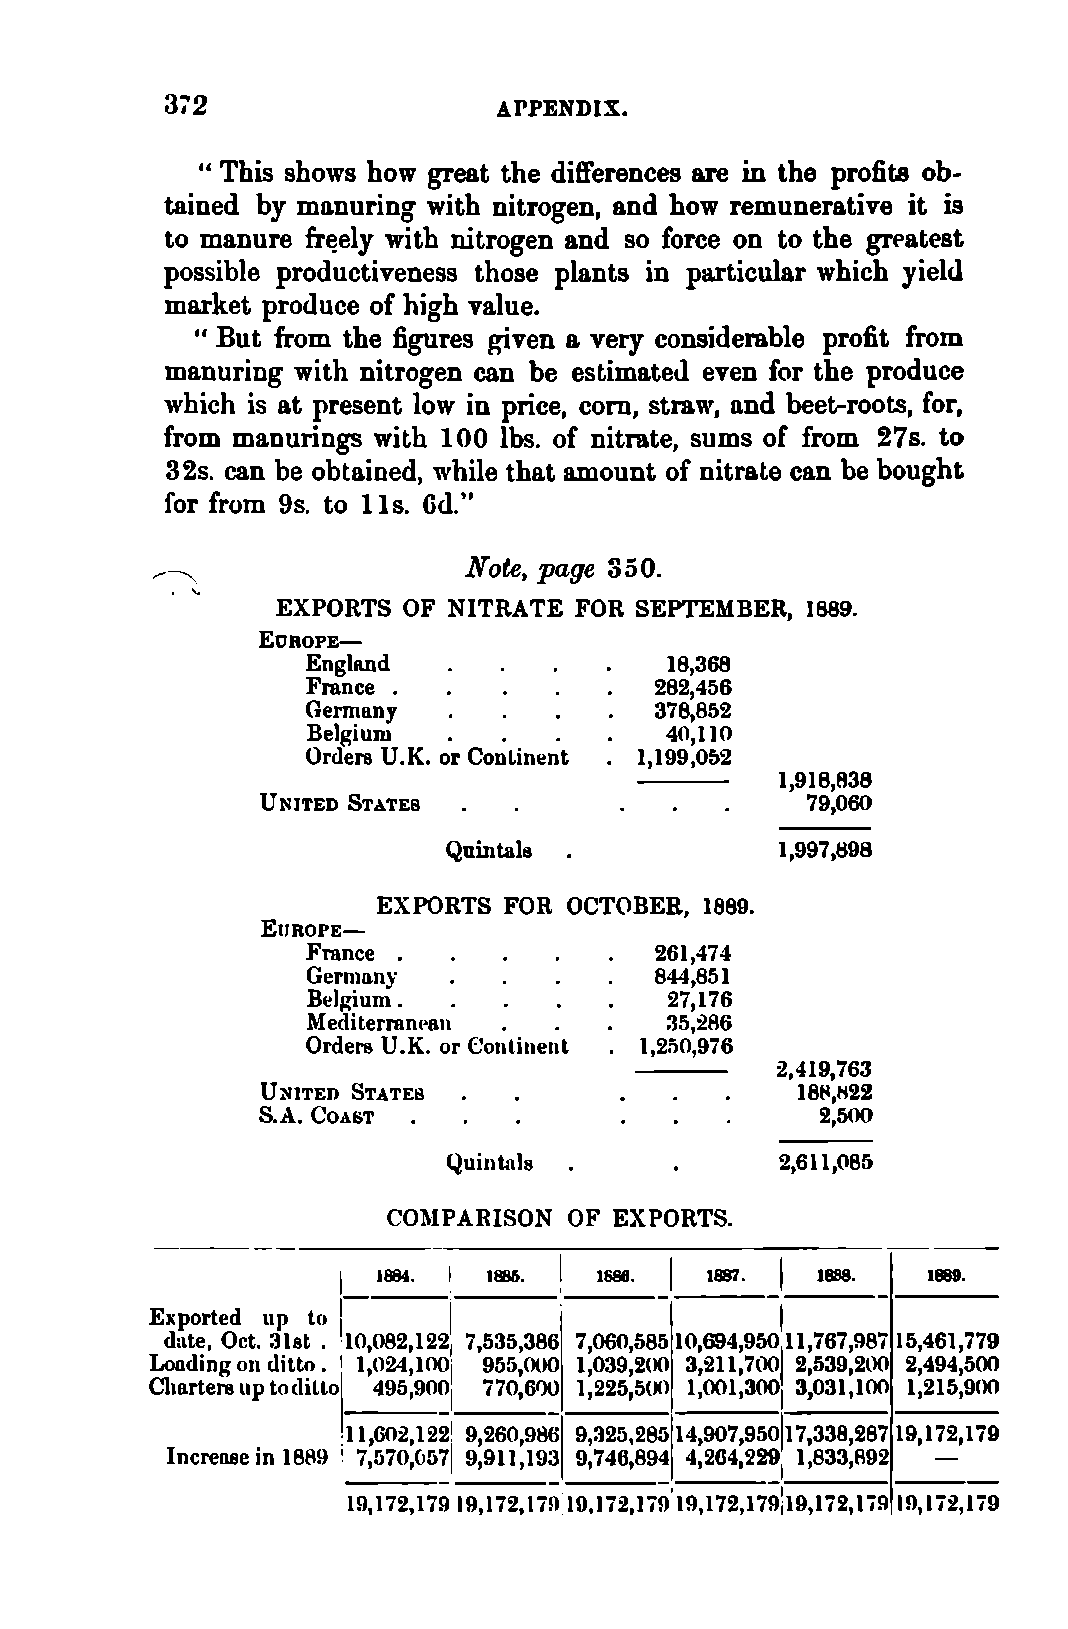 372 APPENDIX.
“ This shows how great the differences are in the profits ob-
tained by manuring with nitrogen, and how remunerative it is
to manure freely with nitrogen and so force on to the greatest
possible productiveness those plants in particular which yield
market produce of high value.
“ But from the figures given a very considerable profit from
manuring with nitrogen can be estimated even for the produce
which is at present low in price, corn, straw, and beet-roots, for,
from manurings with 100 lbs. of nitrate, sums of from 27s. to
32s. can be obtained, while that amount of nitrate can be bought
for from 9s. to 11s. 6d.”
Note, page 350.
EXPORTS OF NITRATE FOR SEPTEMBER, 1889.
EUROPE—
England . . . . 18,368
France . . . . . 282,456
Germany . . . . 378,852
Belgium . . . . 40,110
Orders U.K. or Continent . 1,199,052
1,918,838
UNITED STATES . . . . . 79,060
Quintals . 1,997,898
EXPORTS FOR OCTOBER, 1889.
EUROPE—
France . . . . . 261,474
Germany . . . . 844,851
Belgium . . . . . 27,176
Mediterranean . . . 35,286
Orders U.K. or Continent . 1,250,976
2,419,763
UNITED STATES . . . . . 188,822
S.A. COAST . . . . . . 2,500
Quintals . . 2,611,085
COMPARISON OF EXPORTS.
1884. 1885. 1886. 1887. 1888. 1889.
Exported up to
date, Oct. 31st . 10,082,122 7,535,386 7,060,585 10,694,950 11,767,987 15,461,779
Loading on ditto . 1,024,100 955,000 1,039,200 3,211,700 2,539,200 2,494,500
Charters up to ditto 495,900 770,600 1,225,500 1,001,300 3,031,100 1,215,900
11,602,122 9,260,986 9,325,285 14,907,950 17,338,287 19,172,179
Increase in 1889 7,570,057 9,911,193 9,746,894 4,264,229 1,833,892 —
19,172,179 19,172,179 19,172,179 19,172,179 19,172,179 19,172,179